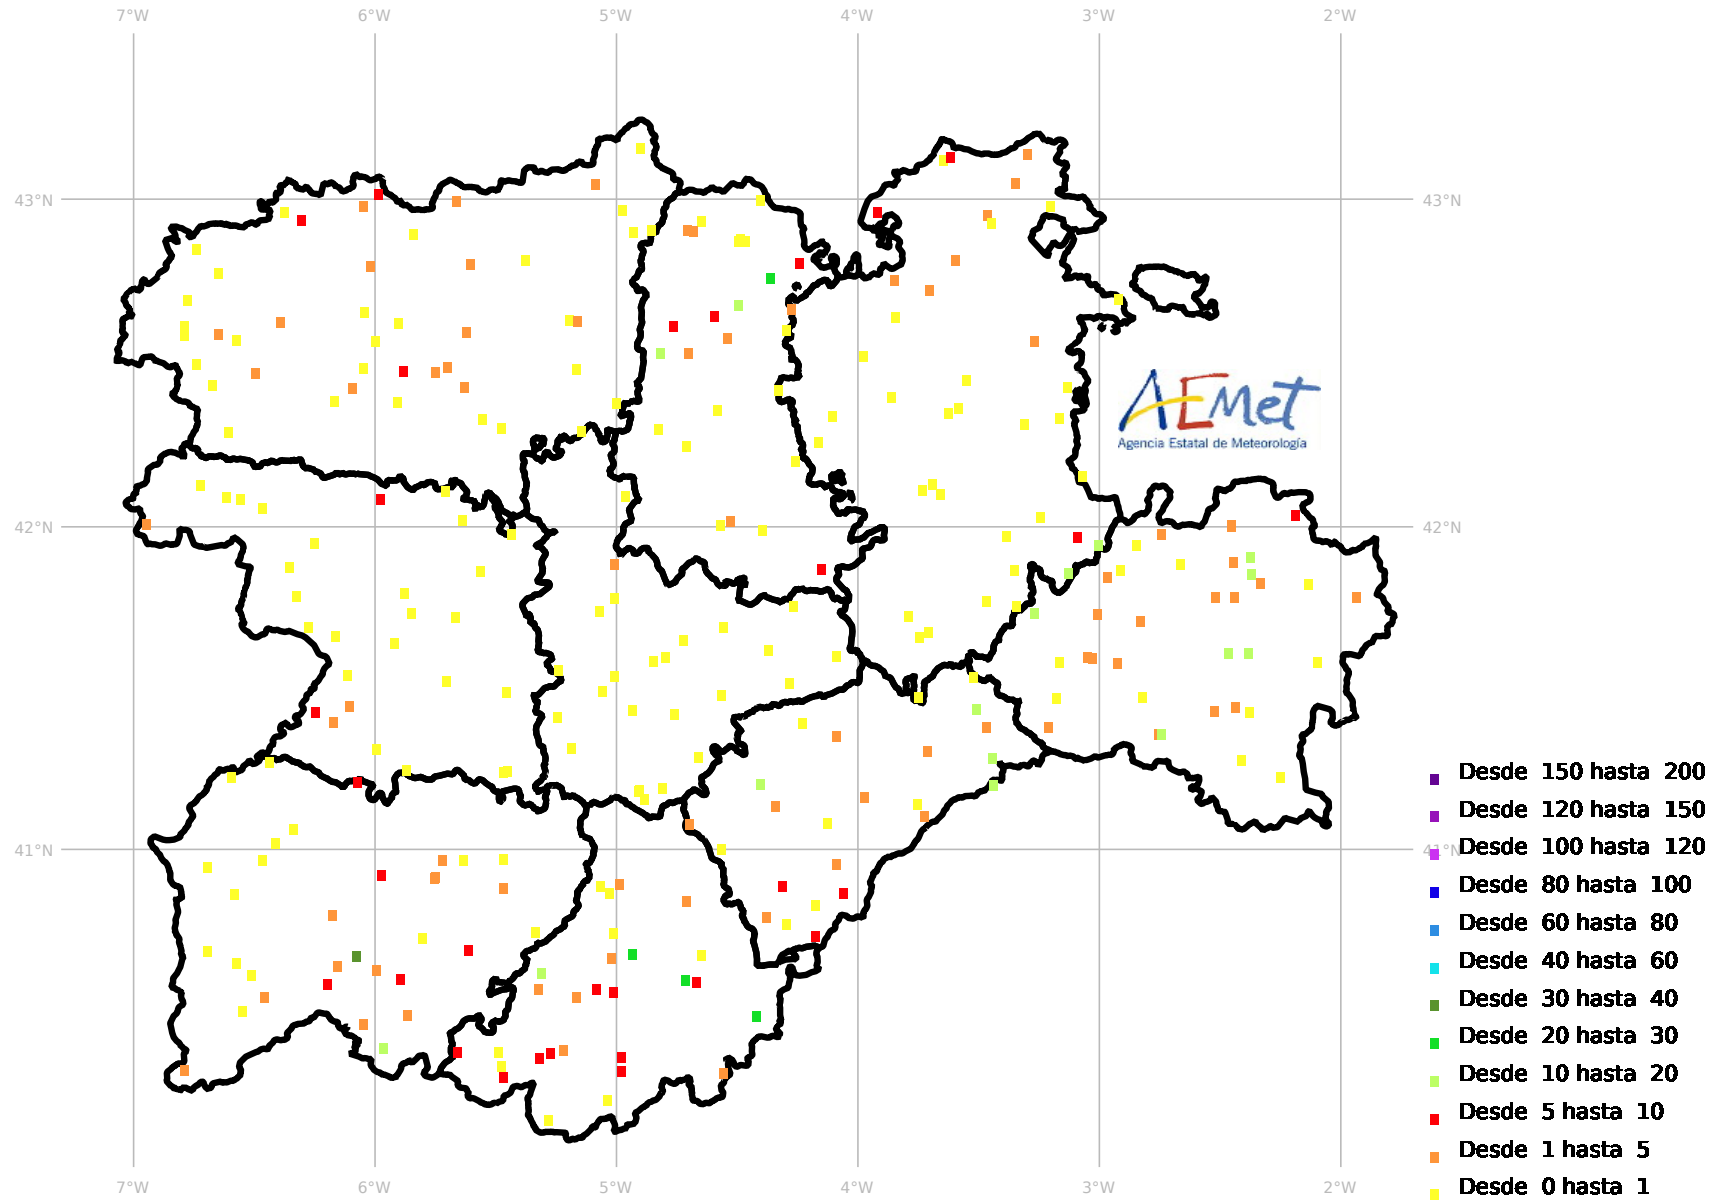 7°W 6°W 5°W 4°W 3°W 2°W
43°N 43°N
AEMet
Agencia Estatal de Meteorología
42°N 42°N
Desde 150 hasta 200
Desde 120 hasta 150
41°N Desde 100 hasta 120 41°N
Desde 80 hasta 100
Desde 60 hasta 80
Desde 40 hasta 60
Desde 30 hasta 40
Desde 20 hasta 30
Desde 10 hasta 20
Desde 5 hasta 10
Desde 1 hasta 5
Desde 0 hasta 1
7°W 6°W 5°W 4°W 3°W 2°W